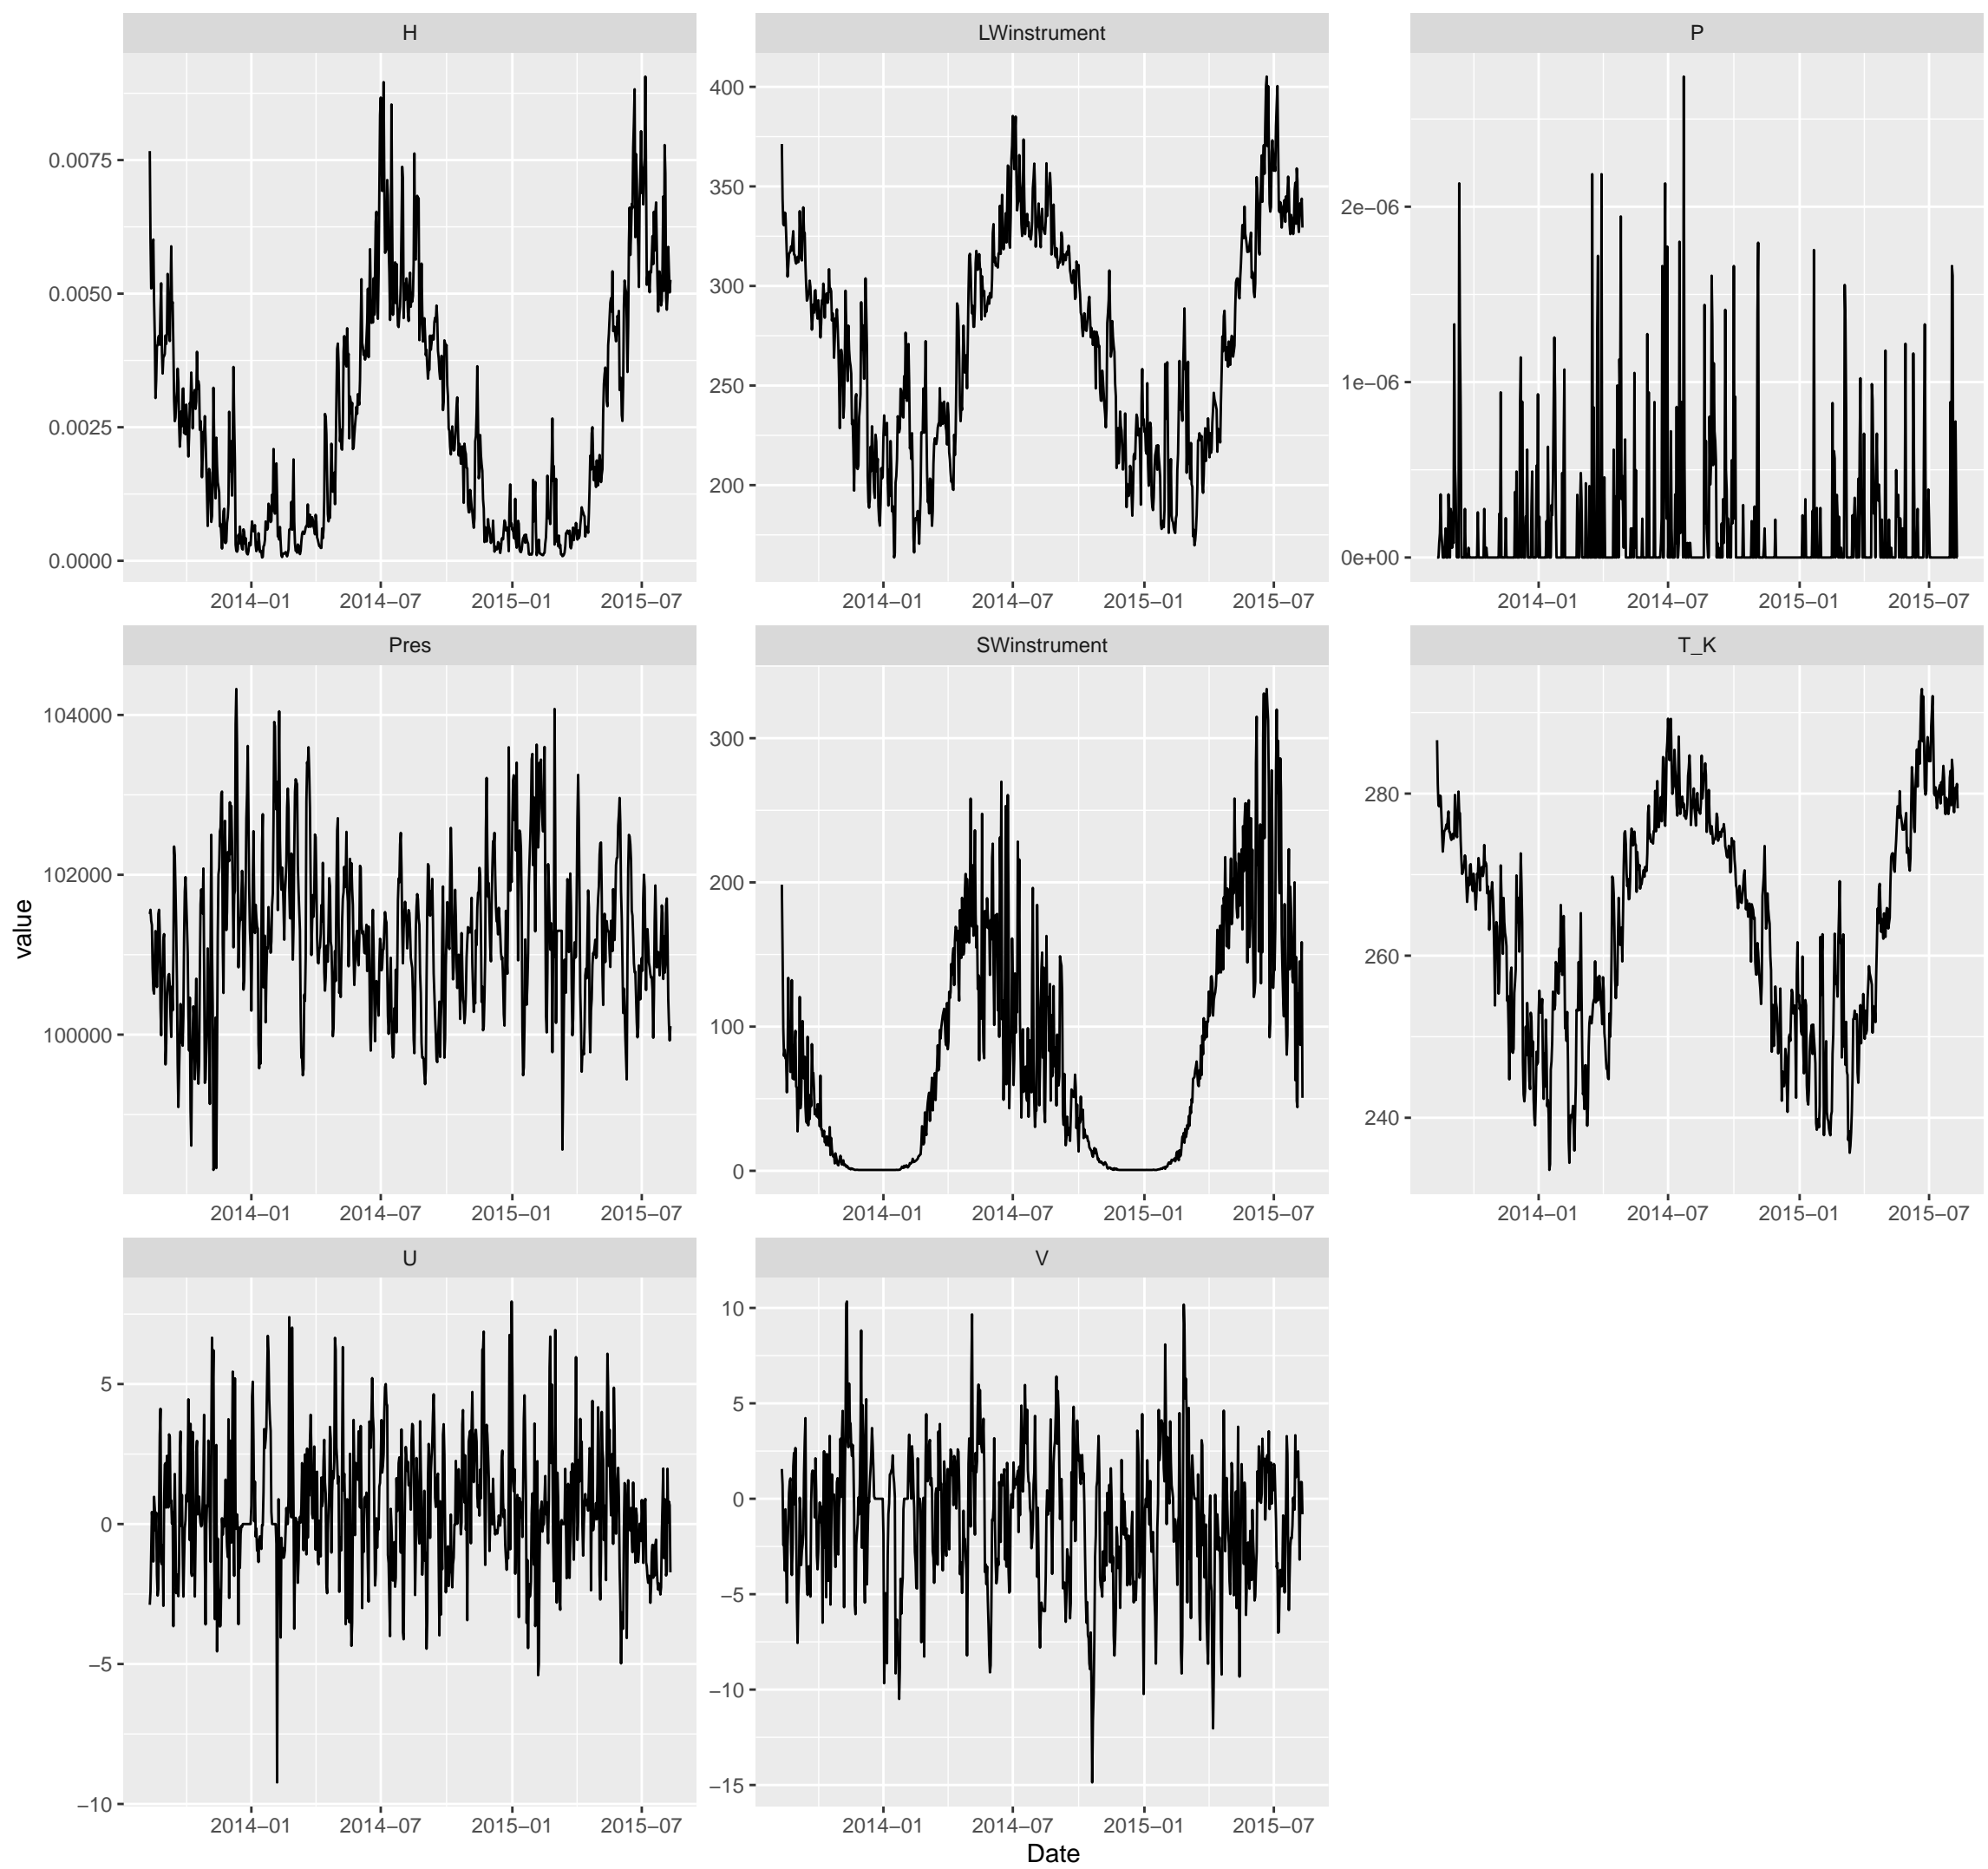 H
LWinstrument
P
0.0075
0.0050
0.0025
0.0000
2014−01 2014−07 2015−01 2015−07
400
350
300
250
200
2014−01 2014−07 2015−01 2015−07
2e−06
1e−06
0e+00
2014−01 2014−07 2015−01 2015−07
Pres
SWinstrument
T_K
104000
102000
100000
2014−01 2014−07 2015−01 2015−07
300
200
100
0
2014−01 2014−07 2015−01 2015−07
280
260
240
2014−01 2014−07 2015−01 2015−07
value
U
V
5
0
−5
−10
2014−01 2014−07 2015−01 2015−07
10
5
0
−5
−10
−15
2014−01 2014−07 2015−01 2015−07
Date